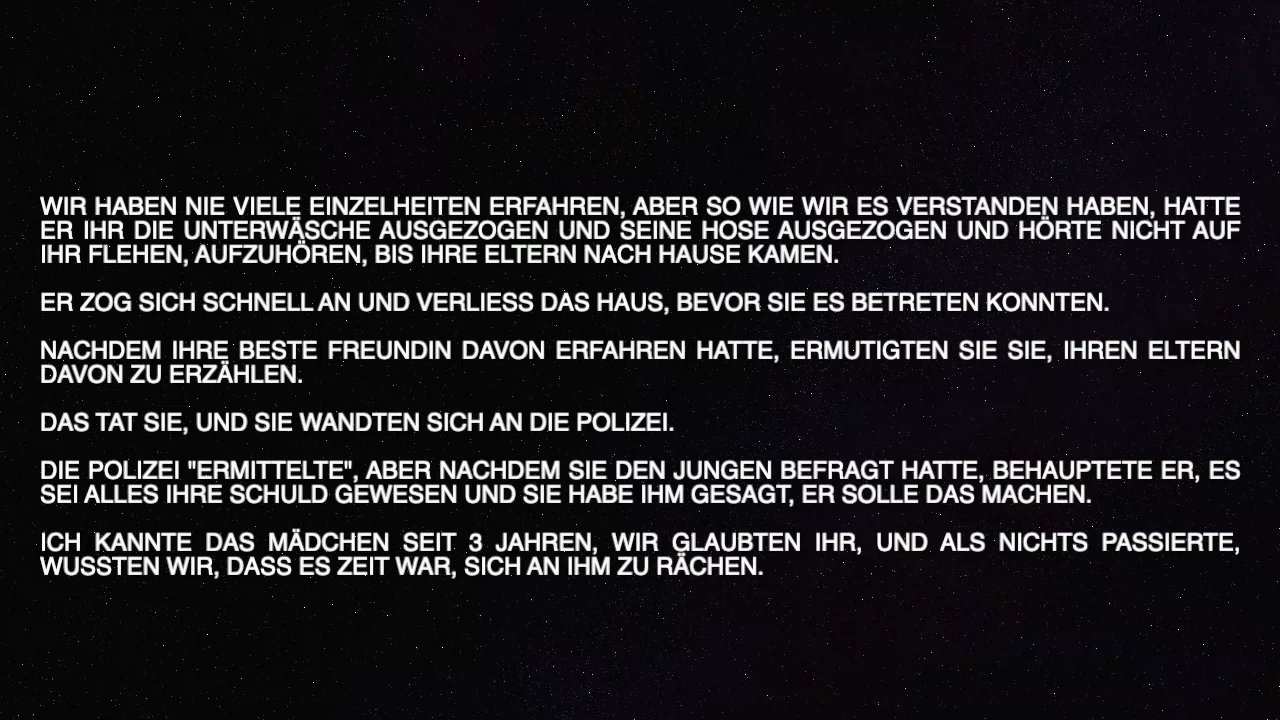 WIR HABEN NIE VIELE EINZELHEITEN ERFAHREN, ABER SO WIE WIR ES VERSTANDEN HABEN, HATTE
ER IHR DIE UNTERWÄSCHE AUSGEZOGEN UND SEINE HOSE AUSGEZOGEN UND HÖRTE NICHT AUF
IHR FLEHEN, AUFZUHÖREN, BIS IHRE ELTERN NACH HAUSE KAMEN.
ER ZOG SICH SCHNELL AN UND VERLIESS DAS HAUS, BEVOR SIE ES BETRETEN KONNTEN.
NACHDEM IHRE BESTE FREUNDIN DAVON ERFAHREN HATTE, ERMUTIGTEN SIE SIE, IHREN ELTERN
DAVON ZU ERZÄHLEN.
DAS TAT SIE, UND SIE WANDTEN SICH AN DIE POLIZEI.
DIE POLIZEI "ERMITTELTE", ABER NACHDEM SIE DEN JUNGEN BEFRAGT HATTE, BEHAUPTETE ER, ES
SEI ALLES IHRE SCHULD GEWESEN UND SIE HABE IHM GESAGT, ER SOLLE DAS MACHEN.
ICH KANNTE DAS MÄDCHEN SEIT 3 JAHREN, WIR GLAUBTEN IHR, UND ALS NICHTS PASSIERTE,
WUSSTEN WIR, DASS ES ZEIT WAR, SICH AN IHM ZU RÄCHEN.